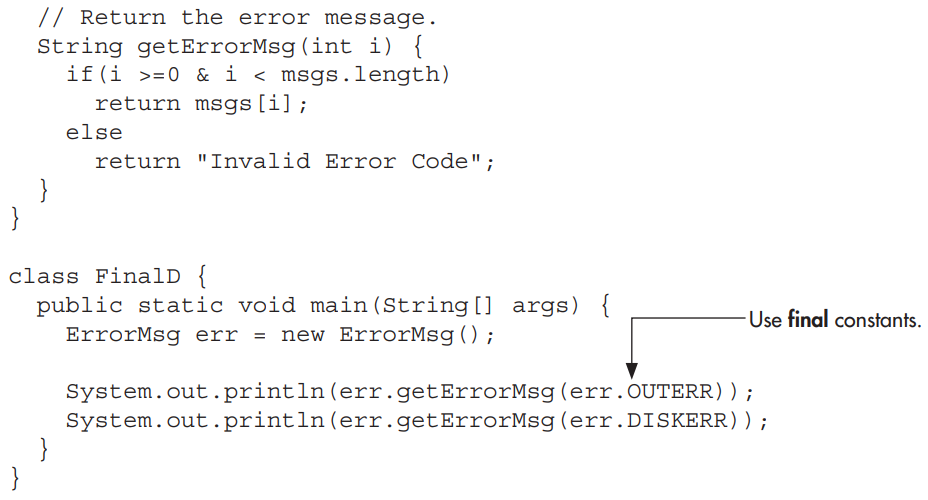 // Return the error message.
String getErrorMsg(int i) {
if(i >=0 & i < msgs.length)
return msgs[i];
else
return "Invalid Error Code";
}
}
class FinalD {
public static void main(String[] args) {
ErrorMsg err = new ErrorMsg();
Use final constants.
System.out.println(err.getErrorMsg(err.OUTERR));
System.out.println(err.getErrorMsg(err.DISKERR));
}
}